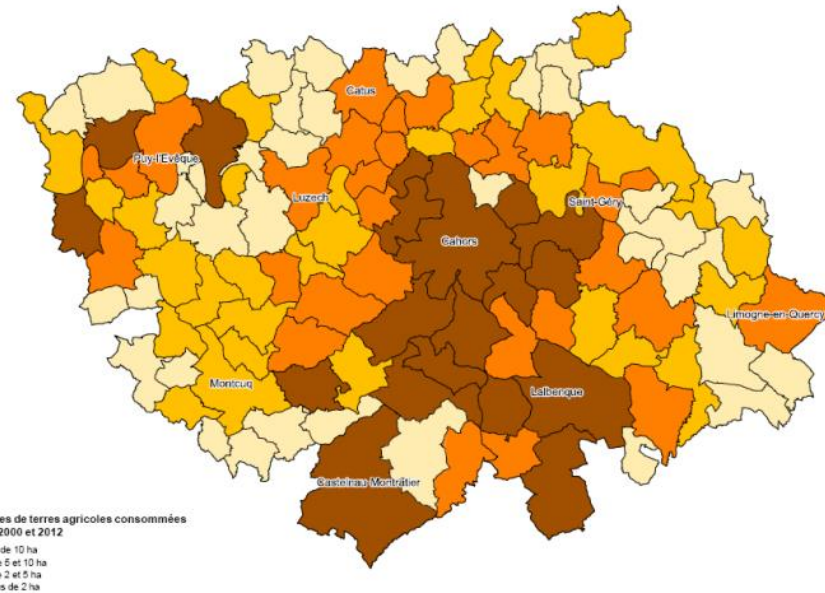 Catus
Puy-l'Evêque
Luzech
Saint-Géry
Cahors
Limogne-en-Quercy
Montcuq
Lalbenque
Castelnau-Montratier
es de terres agricoles consommées
2000 et 2012
de 10 ha
e 5 et 10 ha
2 et 5 ha
s de 2 ha